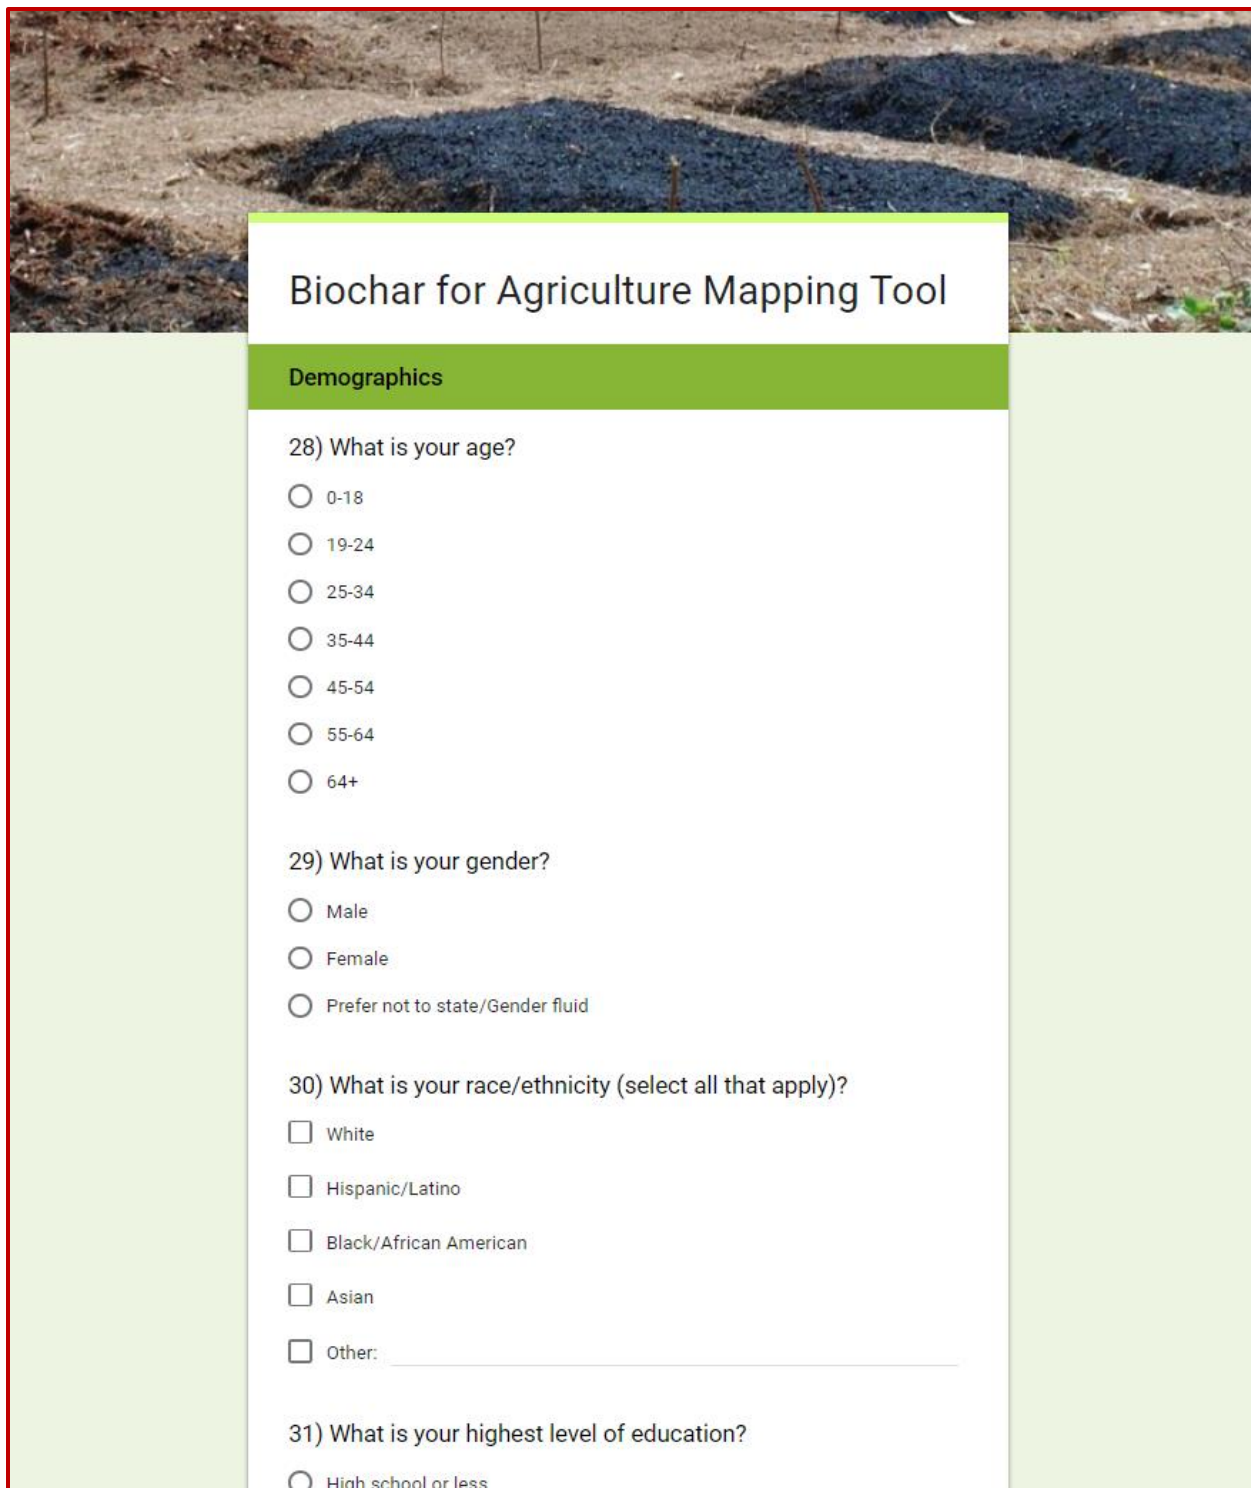 Biochar for Agriculture Mapping Tool
Demographics
28) What is your age?
0-18
19-24
25-34
35-44
45-54
55-64
64+
29) What is your gender?
Male
Female
Prefer not to state/Gender fluid
30) What is your race/ethnicity (select all that apply)?
White
Hispanic/Latino
Black/African American
Asian
Other:
31) What is your highest level of education?
High school or less